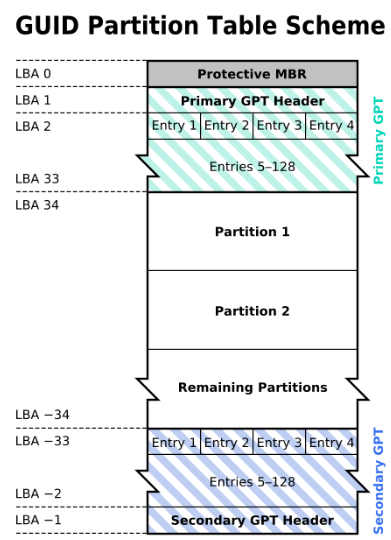 GUID Partition Table Scheme
LBA 0
Protective MBR
LBA 1
Primary GPT Header
LBA 2
Entry 1 Entry 2 Entry 3 Entry 4
Entries 5–128
LBA 33
Primary GPT
LBA 34
Partition 1
Partition 2
Remaining Partitions
LBA −34
LBA −33
Entry 1 Entry 2 Entry 3 Entry 4
Entries 5–128
LBA −2
LBA −1
Secondary GPT Header
Secondary GPT